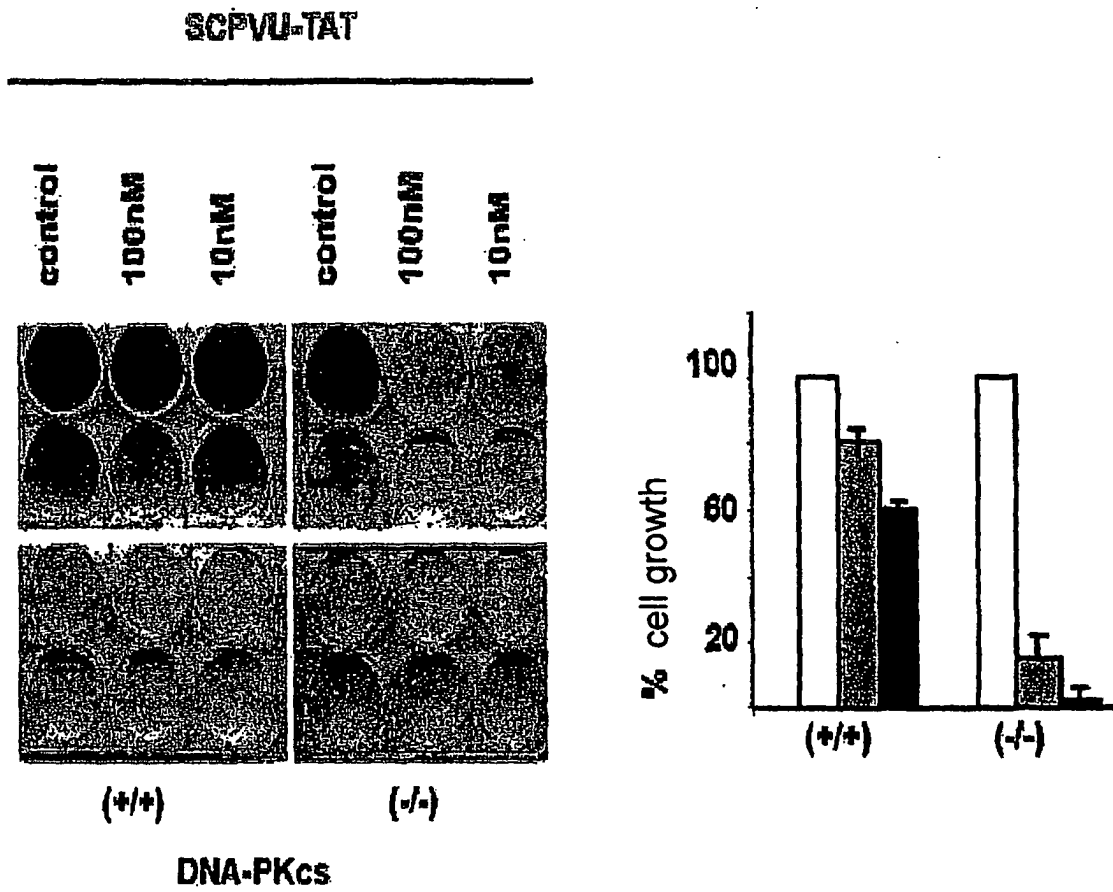 SCPVU-TAT
control 100nM 10nM control 100nM 10nM
(+/+) (-/-)
DNA-PKcs
100
60
20
% cell growth
(+/+) (-/-)